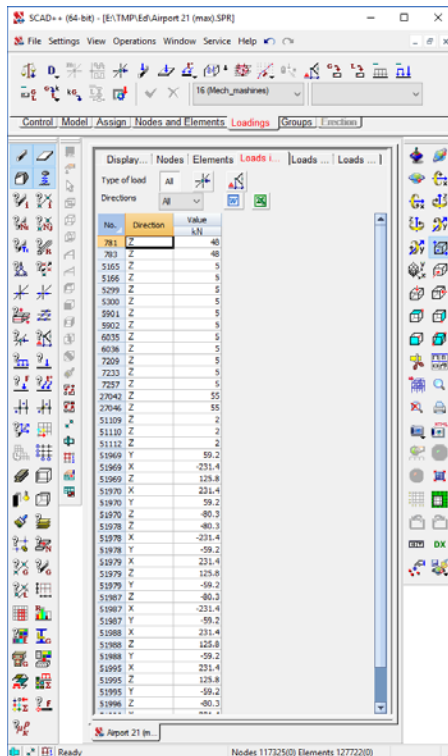 SCAD++ (64-bit) - [E:\TMP\Ed\Airport 21 (max).SPR]
File Settings View Operations Window Service Help
16 (Mech_mashines)
Control Model Assign Nodes and Elements Loadings Groups Erection
Display... Nodes Elements Loads i... Loads ... Loads ...
Type of load All
Directions All
No. Direction Value
kN
781 Z 48
783 Z 48
5165 Z 5
5166 Z 5
5299 Z 5
5300 Z 5
5901 Z 5
5902 Z 5
6035 Z 5
6036 Z 5
7209 Z 5
7233 Z 5
7257 Z 5
27042 Z 55
27046 Z 55
51109 Z 2
51110 Z 2
51112 Z 2
51969 Y 59.2
51969 X -231.4
51969 Z 125.8
51970 X 231.4
51970 Y 59.2
51970 Z -80.3
51978 Z -80.3
51978 X -231.4
51978 Y -59.2
51979 X 231.4
51979 Z 125.8
51979 Y -59.2
51987 Z -80.3
51987 X -231.4
51987 Y -59.2
51988 X 231.4
51988 Z 125.8
51988 Y -59.2
51995 X 231.4
51995 Z 125.8
51995 Y -59.2
51996 Z -80.3
Airport 21 (m...
Ready Nodes 117325(0) Elements 127722(0)